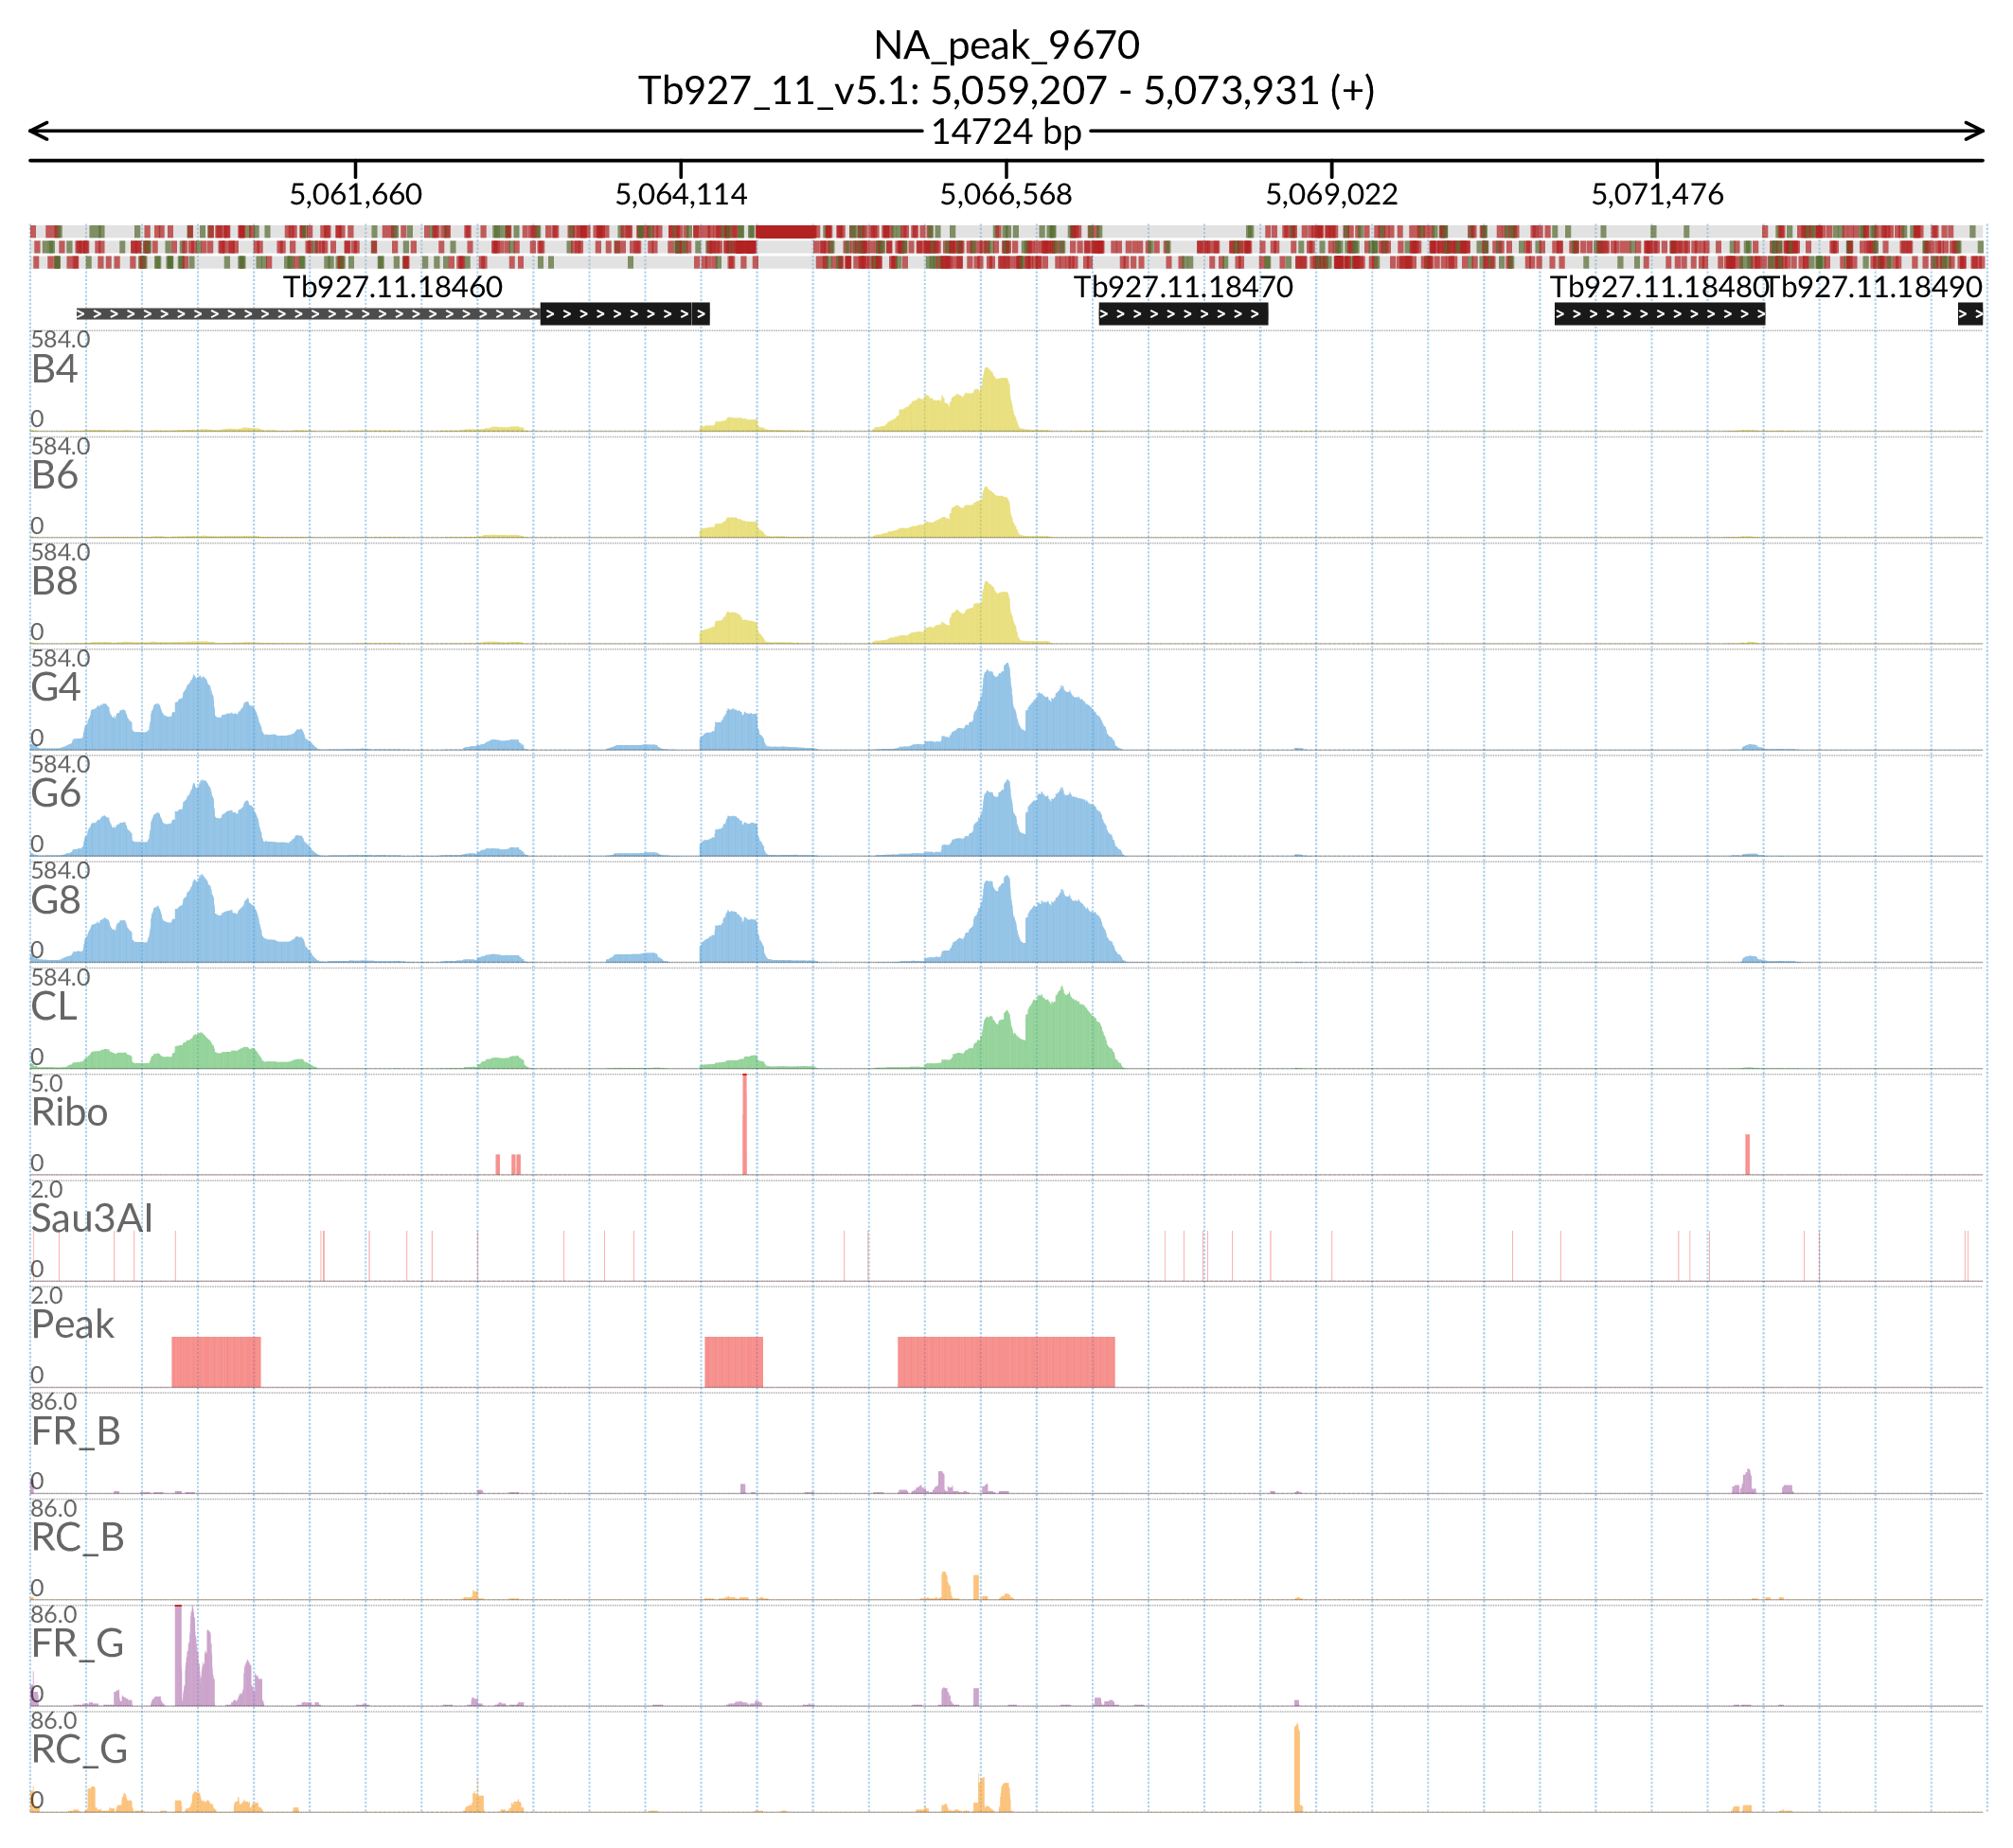 NA_peak_9670
Tb927_11_v5.1: 5,059,207 - 5,073,931 (+)
14724 bp
5,061,660 5,064,114 5,066,568 5,069,022 5,071,476
Tb927.11.18460 Tb927.11.18470 Tb927.11.18480 Tb927.11.18490
584.0
B4
0
584.0
B6
0
584.0
B8
0
584.0
G4
0
584.0
G6
0
584.0
G8
0
584.0
CL
0
5.0
Ribo
0
2.0
Sau3AI
0
2.0
Peak
0
86.0
FR_B
0
86.0
RC_B
0
86.0
FR_G
0
86.0
RC_G
0